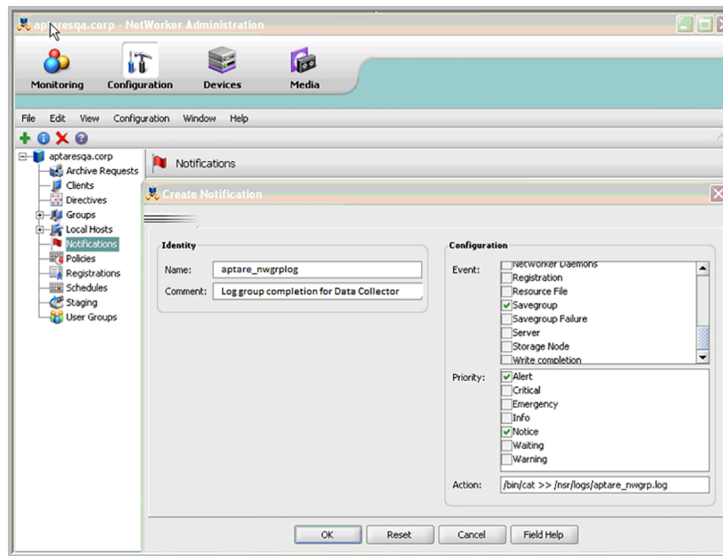 aptaresqa.corp - NetWorker Administration
Monitoring Configuration Devices Media
File Edit View Configuration Window Help
aptaresqa.corp
Archive Requests
Clients
Directives
Groups
Local Hosts
Notifications
Policies
Registrations
Schedules
Staging
User Groups
Notifications
Create Notification
Identity
Name: aptare_nwgrplog
Comment: Log group completion for Data Collector
Configuration
Event:
Networker Daemons
Registration
Resource File
Savegroup
Savegroup Failure
Server
Storage Node
Write completion
Priority:
Alert
Critical
Emergency
Info
Notice
Waiting
Warning
Action: /bin/cat >> /nsr/logs/aptare_nwgrp.log
OK Reset Cancel Field Help